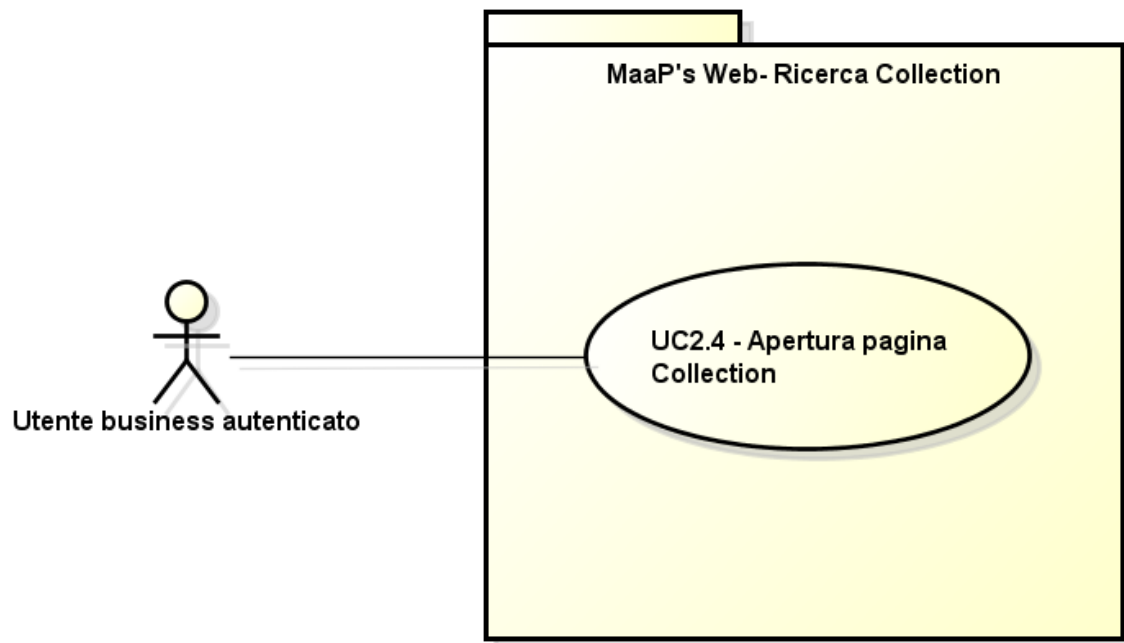 MaaP's Web- Ricerca Collection
UC2.4 - Apertura pagina
Collection
Utente business autenticato